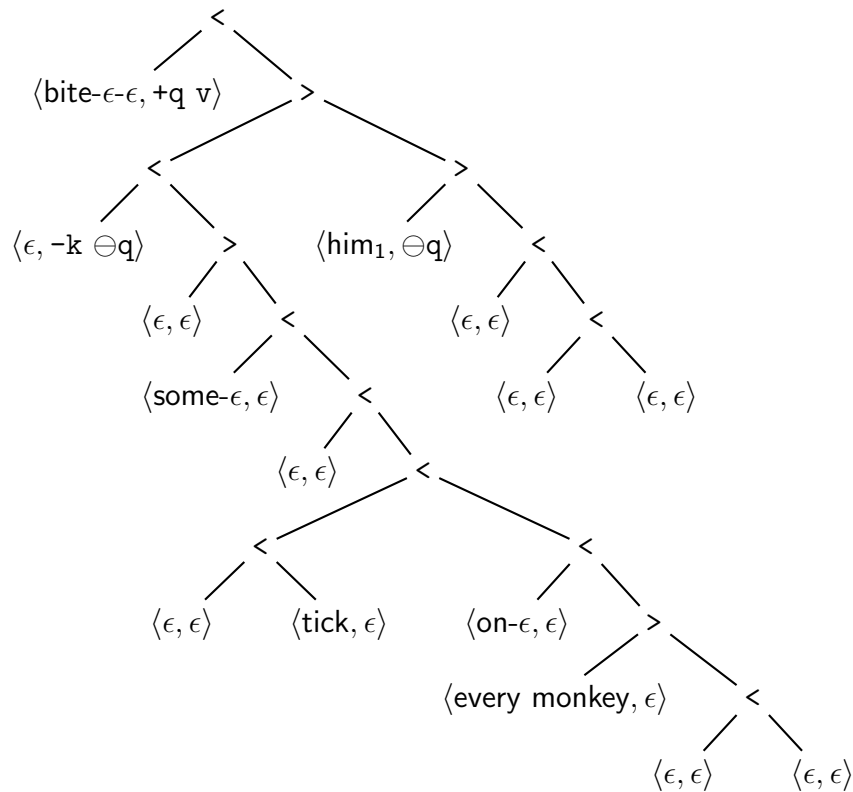 <
⟨bite-ϵ-ϵ, +q v⟩ >
< >
⟨ϵ, -k ⊖q⟩ > ⟨him₁, ⊖q⟩ <
⟨ϵ, ϵ⟩ < ⟨ϵ, ϵ⟩ <
⟨some-ϵ, ϵ⟩ < ⟨ϵ, ϵ⟩ ⟨ϵ, ϵ⟩
⟨ϵ, ϵ⟩ <
< <
⟨ϵ, ϵ⟩ ⟨tick, ϵ⟩ ⟨on-ϵ, ϵ⟩ >
⟨every monkey, ϵ⟩ <
⟨ϵ, ϵ⟩ ⟨ϵ, ϵ⟩